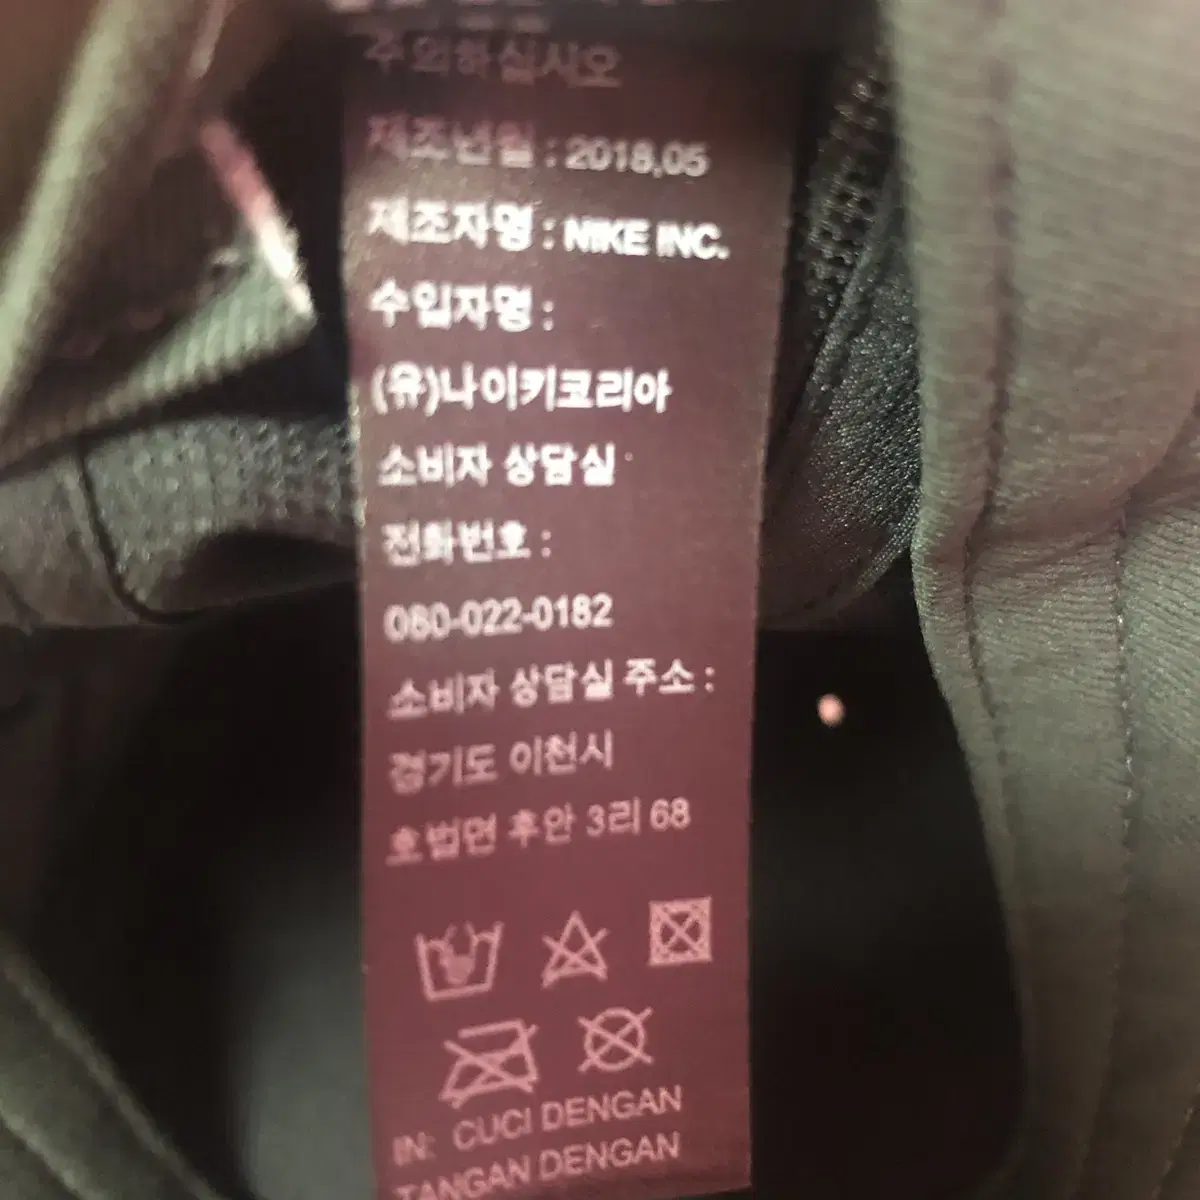 주의하십시오
제조년월 : 2018.05
제조자명 : NIKE INC.
수입자명 :
(유)나이키코리아
소비자 상담실
전화번호 :
080-022-0182
소비자 상담실 주소 :
경기도 이천시
호법면 후안 3리 68
IN: CUCI DENGAN
TANGAN DENGAN